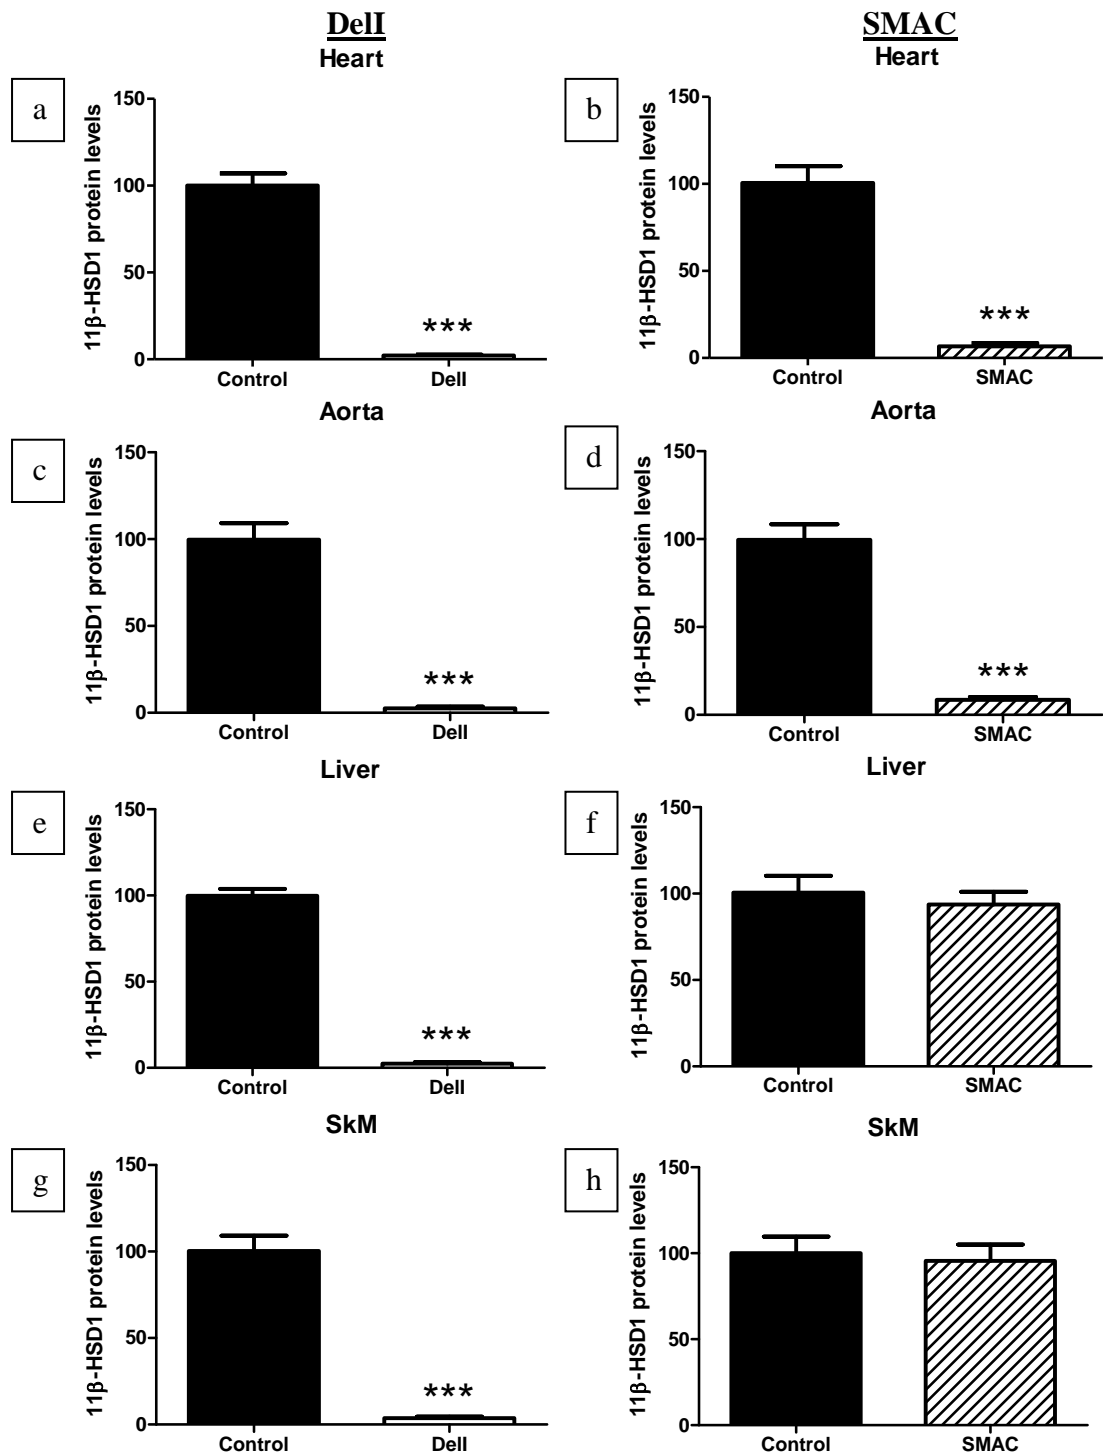 DelI
SMAC
Heart
Heart
a
11β-HSD1 protein levels
150
100
50
0
***
Control
DelI
b
11β-HSD1 protein levels
150
100
50
0
***
Control
SMAC
Aorta
Aorta
c
11β-HSD1 protein levels
150
100
50
0
***
Control
DelI
d
11β-HSD1 protein levels
150
100
50
0
***
Control
SMAC
Liver
Liver
e
11β-HSD1 protein levels
150
100
50
0
***
Control
DelI
f
11β-HSD1 protein levels
150
100
50
0
Control
SMAC
SkM
SkM
g
11β-HSD1 protein levels
150
100
50
0
***
Control
DelI
h
11β-HSD1 protein levels
150
100
50
0
Control
SMAC